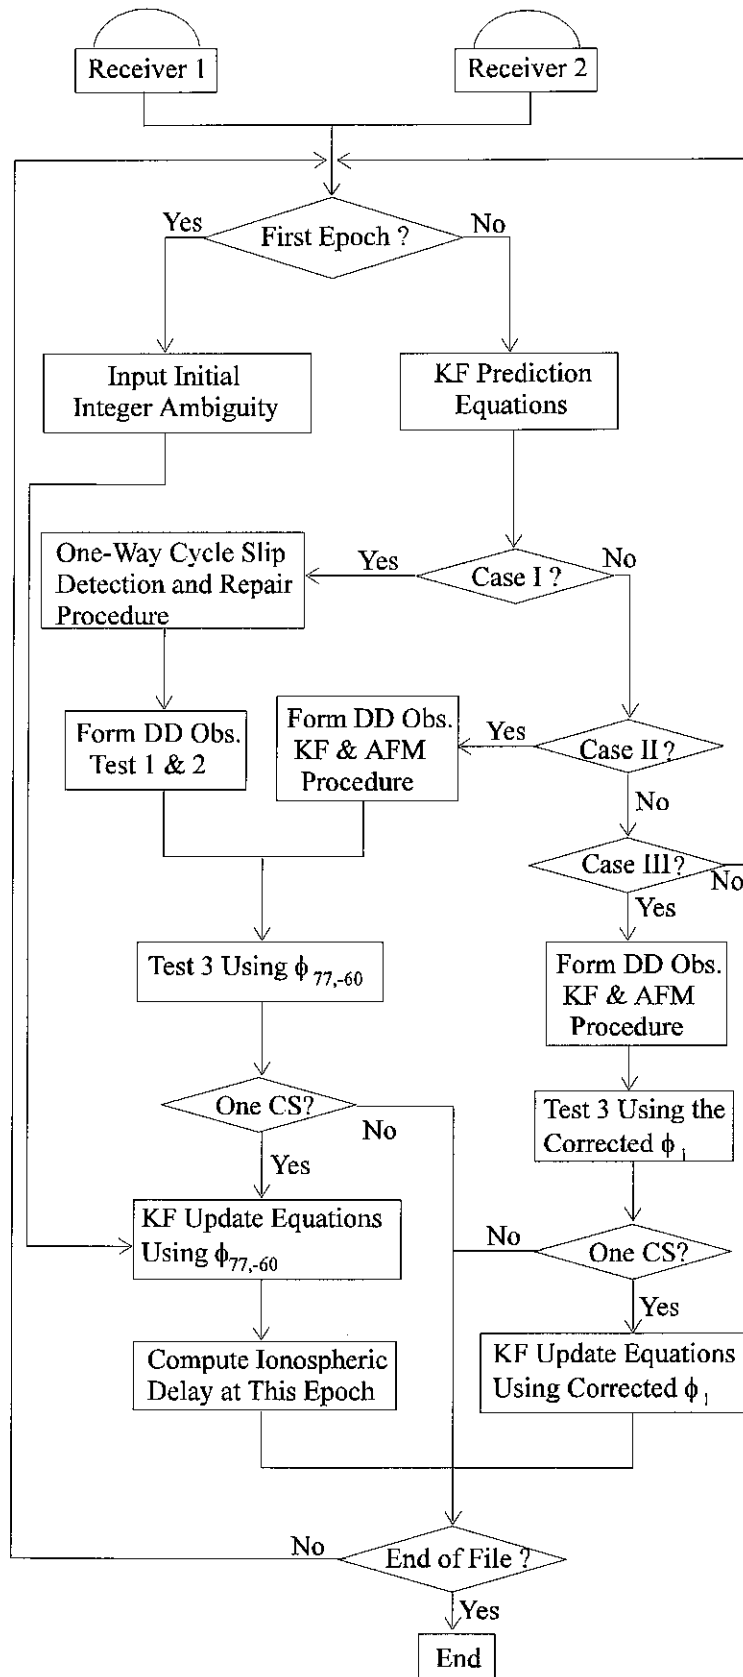 Receiver 1
Receiver 2
Yes
First Epoch ?
No
Input Initial
Integer Ambiguity
KF Prediction
Equations
One-Way Cycle Slip
Detection and Repair
Procedure
Yes
Case I ?
No
Form DD Obs.
Test 1 & 2
Form DD Obs.
KF & AFM
Procedure
Yes
Case II ?
No
Case III?
No
Yes
Test 3 Using ϕ 77,-60
Form DD Obs.
KF & AFM
Procedure
One CS?
No
Yes
Test 3 Using the
Corrected ϕ 1
KF Update Equations
Using ϕ77,-60
No
One CS?
Yes
Compute Ionospheric
Delay at This Epoch
KF Update Equations
Using Corrected ϕ 1
No
End of File ?
Yes
End